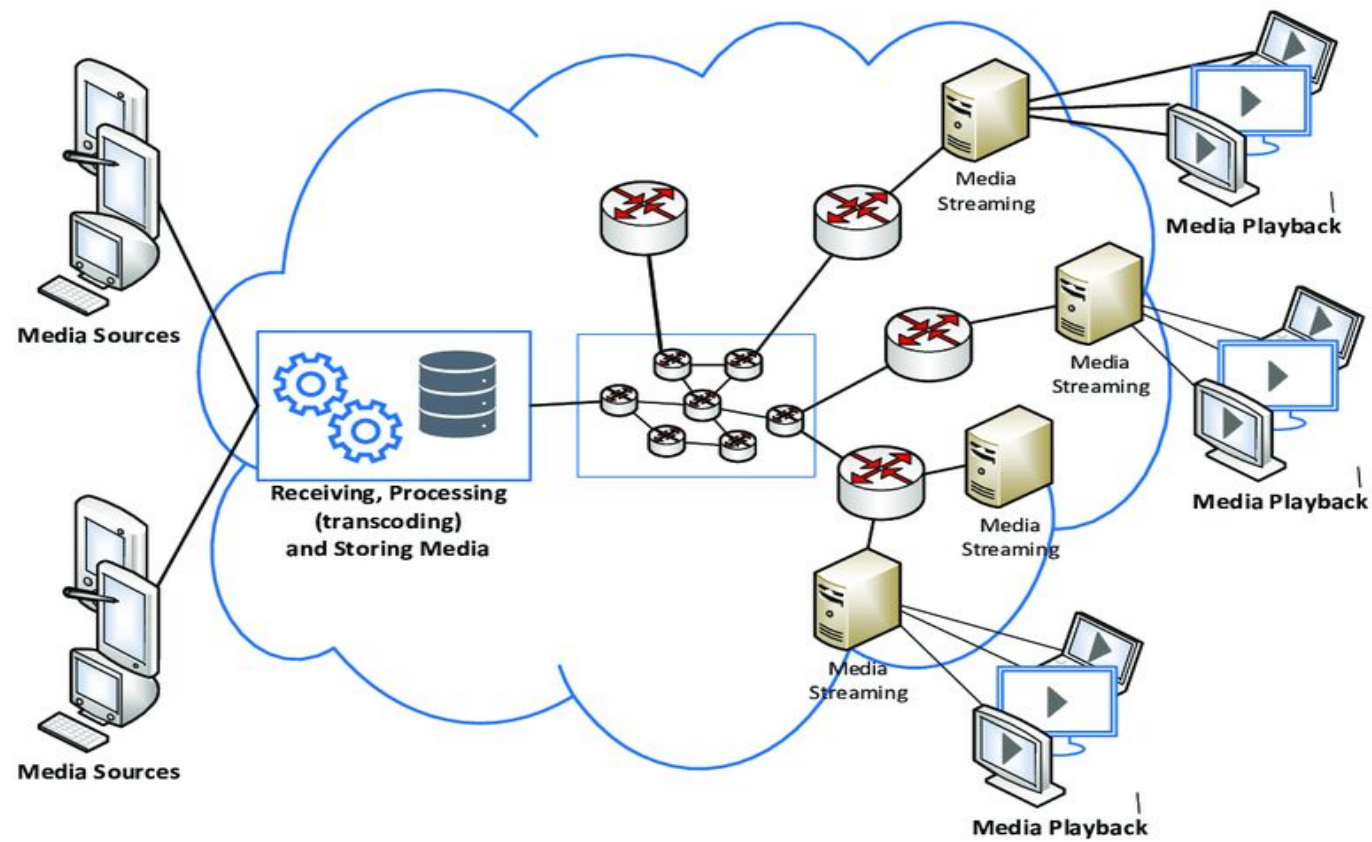 Media Sources
Media Sources
Receiving, Processing
(transcoding)
and Storing Media
Media
Streaming
Media
Streaming
Media
Streaming
Media
Streaming
Media Playback
Media Playback
Media Playback